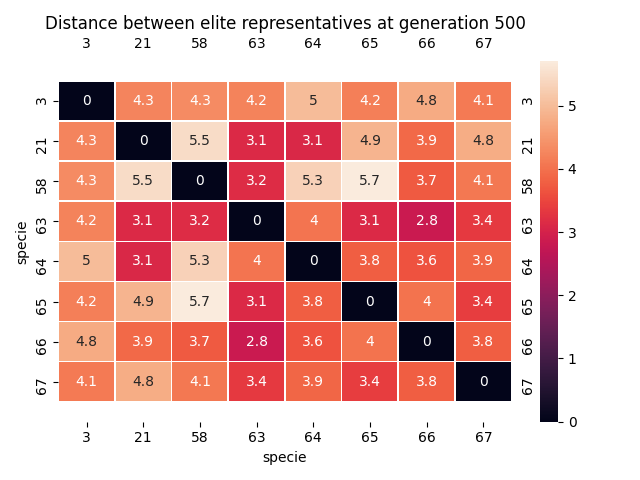 Distance between elite representatives at generation 500
3 21 58 63 64 65 66 67
3 0 4.3 4.3 4.2 5 4.2 4.8 4.1 3
21 4.3 0 5.5 3.1 3.1 4.9 3.9 4.8 21
58 4.3 5.5 0 3.2 5.3 5.7 3.7 4.1 58
63 4.2 3.1 3.2 0 4 3.1 2.8 3.4 63
64 5 3.1 5.3 4 0 3.8 3.6 3.9 64
65 4.2 4.9 5.7 3.1 3.8 0 4 3.4 65
66 4.8 3.9 3.7 2.8 3.6 4 0 3.8 66
67 4.1 4.8 4.1 3.4 3.9 3.4 3.8 0 67
3 21 58 63 64 65 66 67
specie
specie
5
4
3
2
1
0